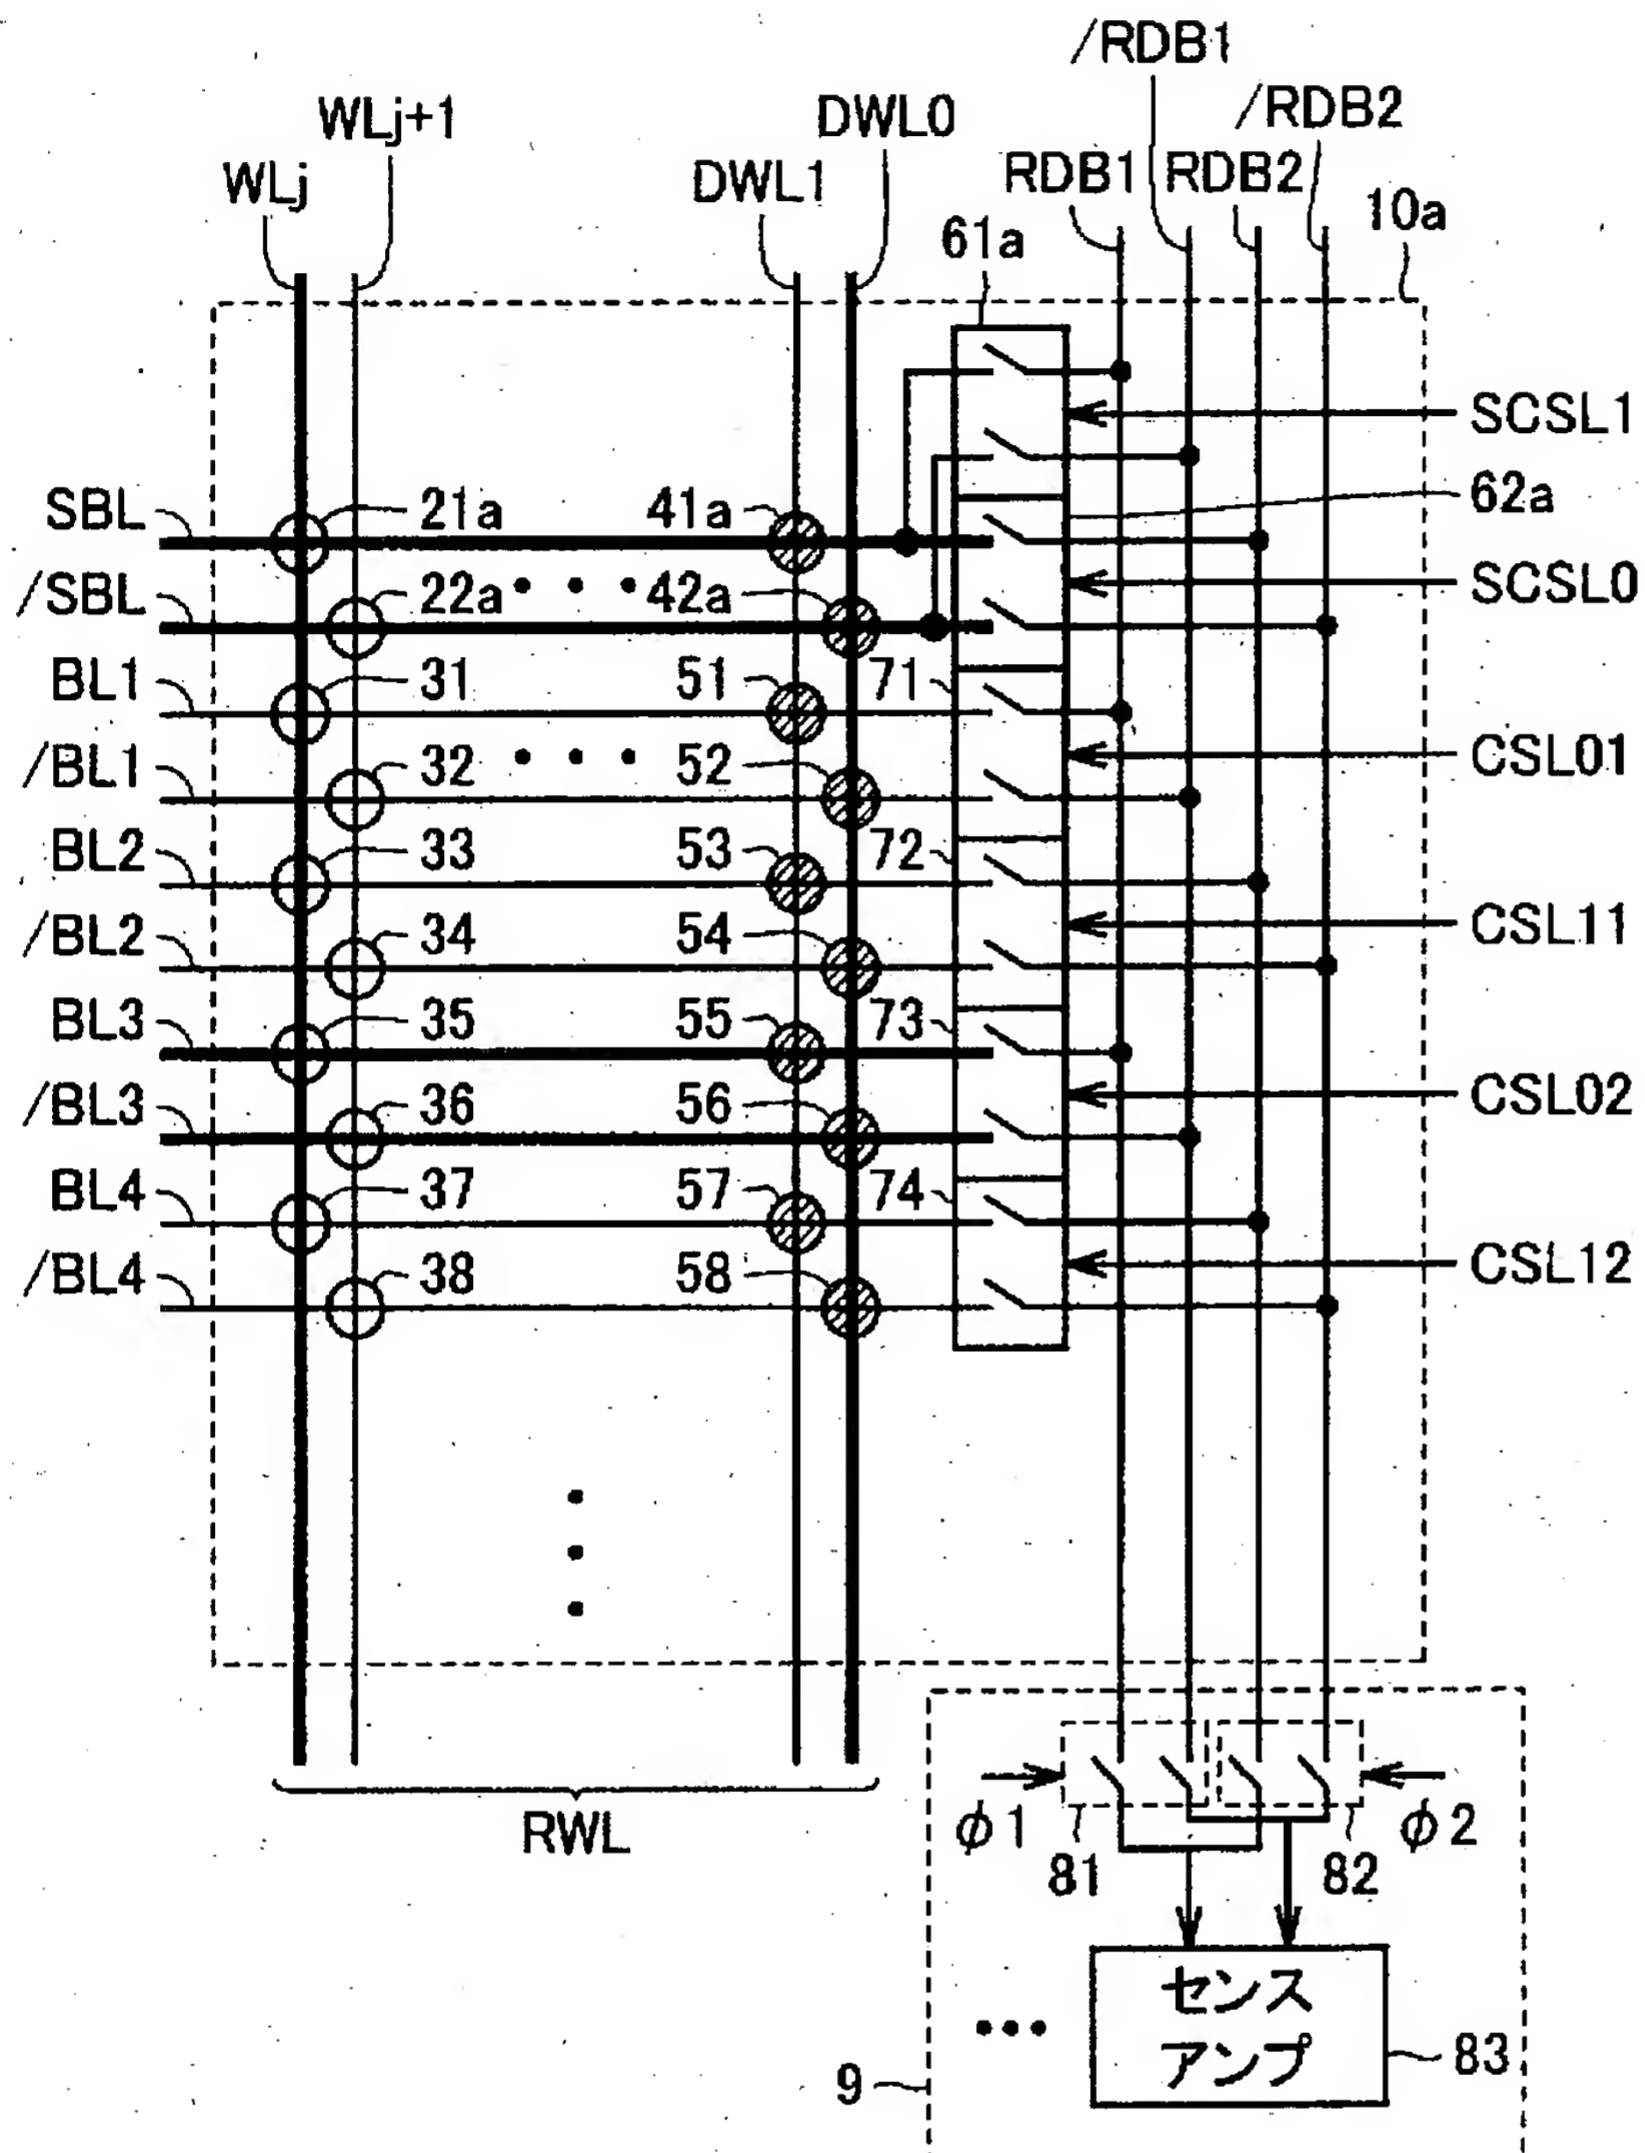 /RDB1
WLj+1
DWL0
/RDB2
WLj
DWL1
RDB1
RDB2
10a
61a
SCSL1
62a
SBL
21a
41a
/SBL
22a
42a
SCSL0
BL1
31
51
71
/BL1
32
52
CSL01
BL2
33
53
72
/BL2
34
54
CSL11
BL3
35
55
73
/BL3
36
56
CSL02
BL4
37
57
74
/BL4
38
58
CSL12
RWL
φ1
81
82
φ2
センス
アンプ
83
9